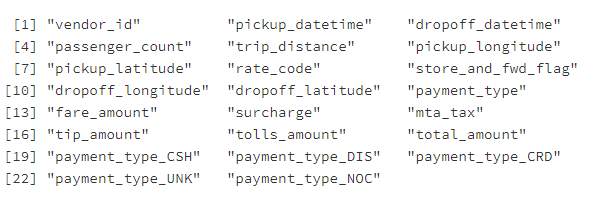 [1] "vendor_id" "pickup_datetime" "dropoff_datetime"
[4] "passenger_count" "trip_distance" "pickup_longitude"
[7] "pickup_latitude" "rate_code" "store_and_fwd_flag"
[10] "dropoff_longitude" "dropoff_latitude" "payment_type"
[13] "fare_amount" "surcharge" "mta_tax"
[16] "tip_amount" "tolls_amount" "total_amount"
[19] "payment_type_CSH" "payment_type_DIS" "payment_type_CRD"
[22] "payment_type_UNK" "payment_type_NOC"